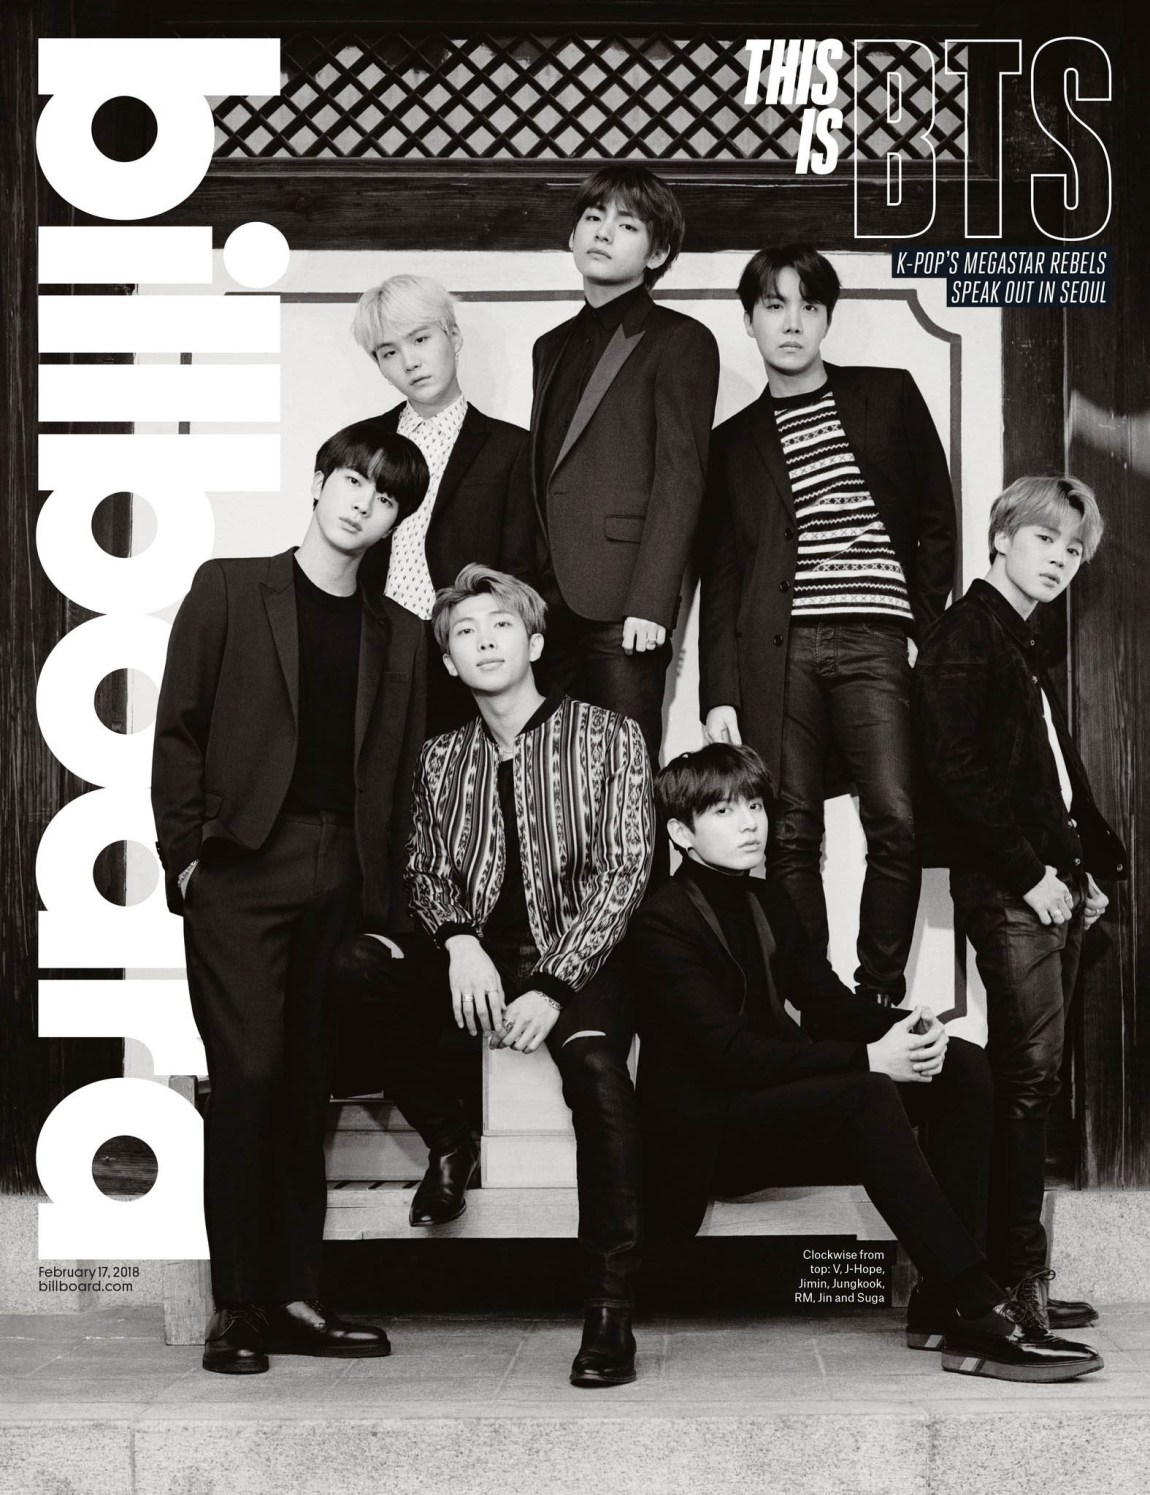 billboard
THIS
IS
BTS
K-POP'S MEGASTAR REBELS
SPEAK OUT IN SEOUL
Clockwise from
top: V, J-Hope,
Jimin, Jungkook,
RM, Jin and Suga
February 17, 2018
billboard.com